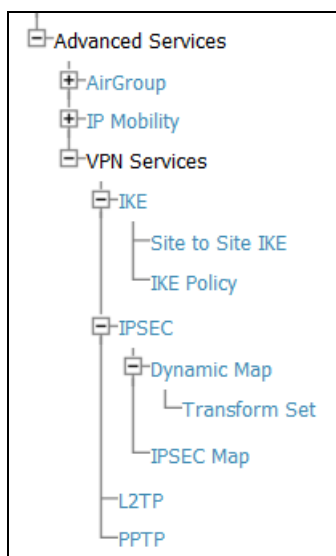 Advanced Services
AirGroup
IP Mobility
VPN Services
IKE
Site to Site IKE
IKE Policy
IPSEC
Dynamic Map
Transform Set
IPSEC Map
L2TP
PPTP